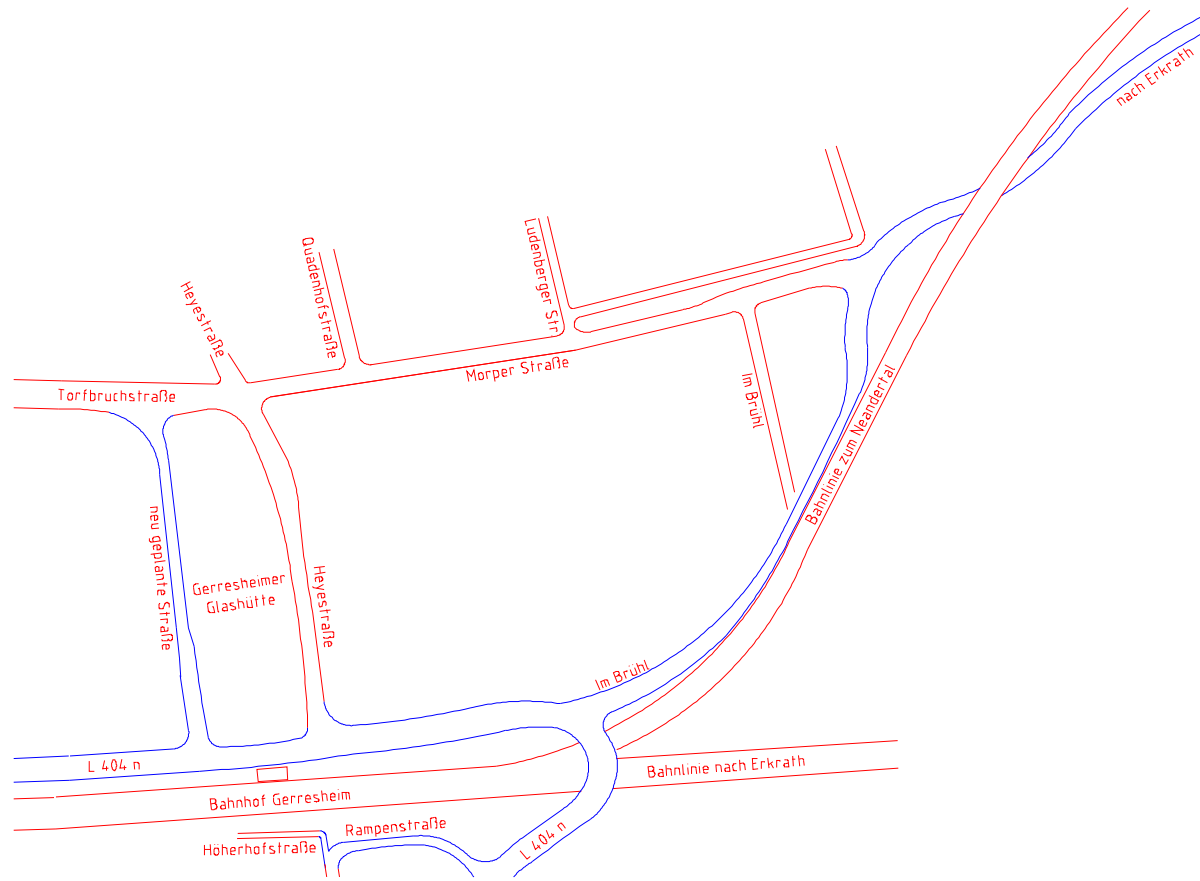 nach Erkrath
Ludenberger Str
Quadenhofstraße
Heyestraße
Morper Straße
Torfbruchstraße
Im Brühl
Bahnlinie zum Neandertal
neu geplante Straße
Gerresheimer
Glashütte
Heyestraße
Im Brühl
L 404 n
Bahnlinie nach Erkrath
Bahnhof Gerresheim
Rampenstraße
L 404 n
Höherhofstraße